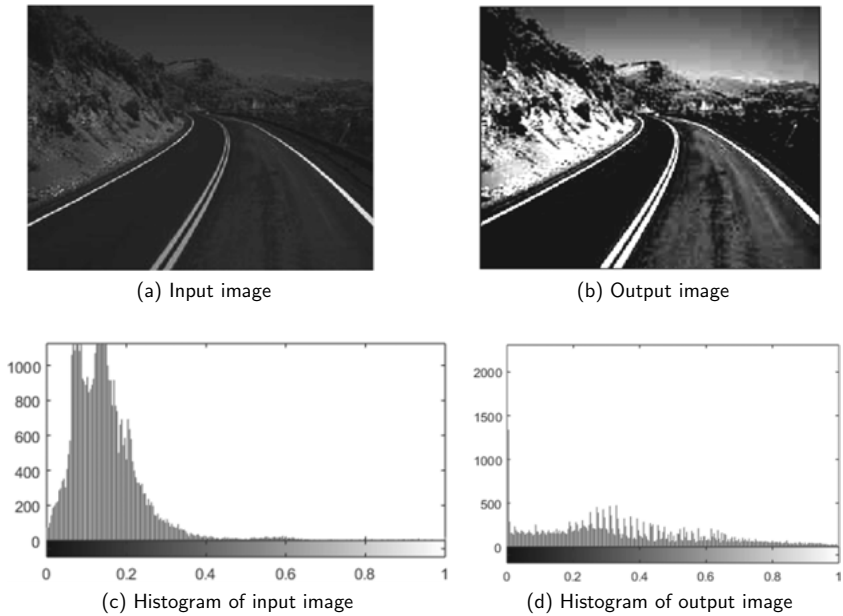 (a) Input image
(b) Output image
1000
800
600
400
200
0
0 0.2 0.4 0.6 0.8 1
(c) Histogram of input image
2000
1500
1000
500
0
0 0.2 0.4 0.6 0.8 1
(d) Histogram of output image